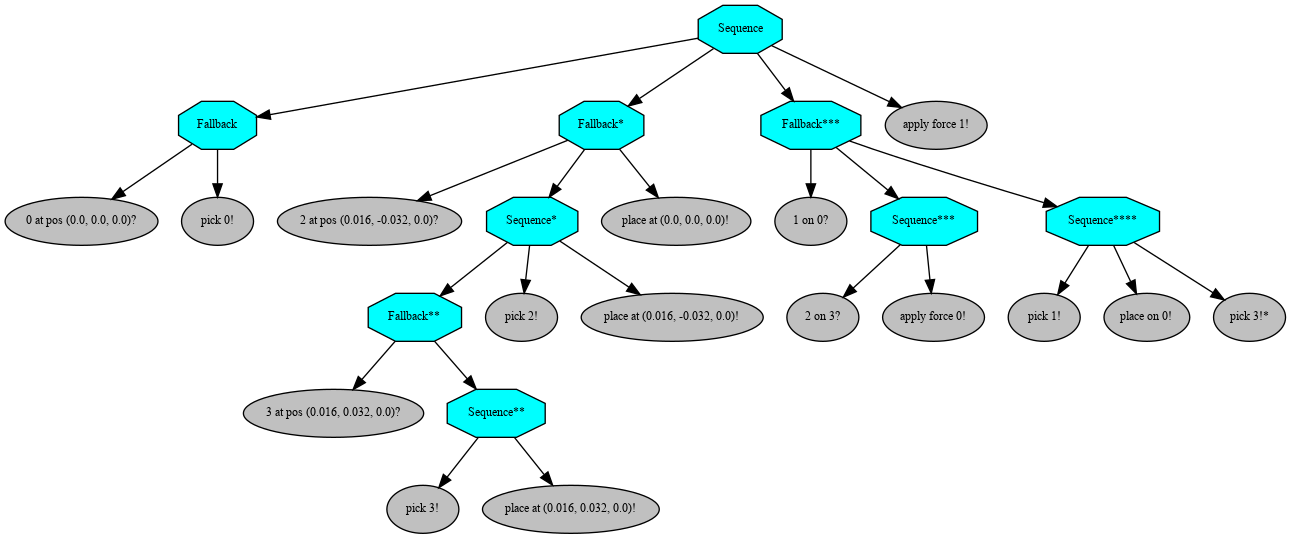 Sequence
Fallback
Fallback*
Fallback***
apply force 1!
0 at pos (0.0, 0.0, 0.0)?
pick 0!
2 at pos (0.016, -0.032, 0.0)?
Sequence*
place at (0.0, 0.0, 0.0)!
1 on 0?
Sequence***
Sequence****
Fallback**
pick 2!
place at (0.016, -0.032, 0.0)!
2 on 3?
apply force 0!
pick 1!
place on 0!
pick 3!*
3 at pos (0.016, 0.032, 0.0)?
Sequence**
pick 3!
place at (0.016, 0.032, 0.0)!